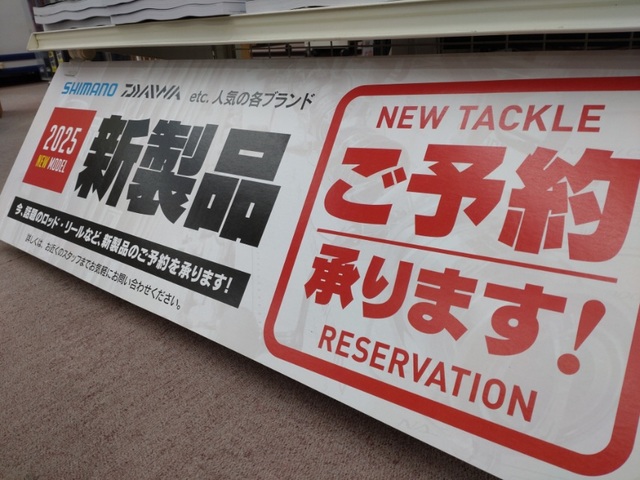 SHIMANO DAIWA etc. 人気の各ブランド
2025
NEW MODEL
新製品
今、話題のロッド・リールなど、新製品のご予約を承ります!
詳しくは、お近くのスタッフまでお気軽にお問い合わせください。
NEW TACKLE
ご予約
承ります!
RESERVATION